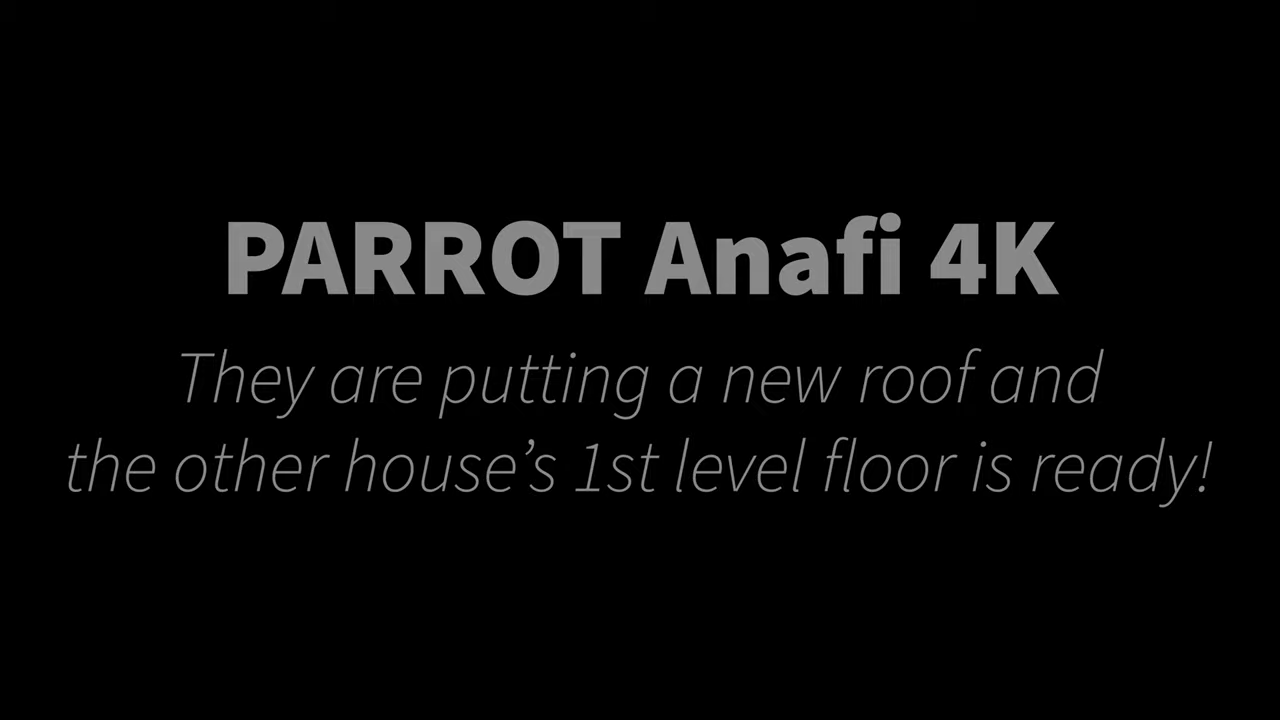 PARROT Anafi 4K
They are putting a new roof and
the other house’s 1st level floor is ready!